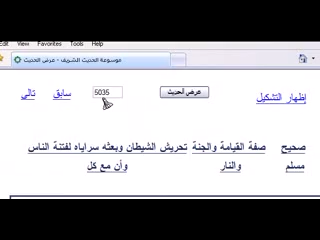 Edit View Favorites Tools Help
موسوعة الحديث الشريف - عرض الحديث
إظهار التشكيل عرض الحديث 5035 سابق تالي
صحيح صفة القيامة والجنة تحريش الشيطان وبعثه سراياه لفتنة الناس
مسلم والنار وأن مع كل